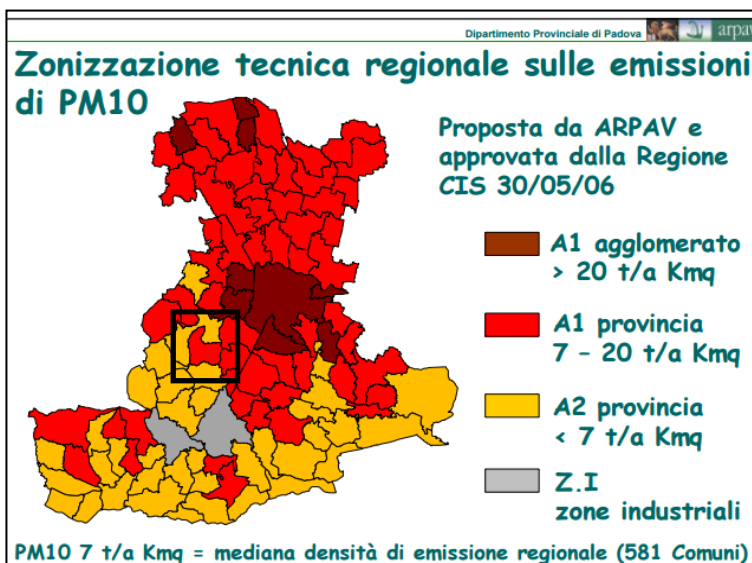 Dipartimento Provinciale di Padova
arpav
Zonizzazione tecnica regionale sulle emissioni
di PM10
Proposta da ARPAV e
approvata dalla Regione
CIS 30/05/06
A1 agglomerato
> 20 t/a Kmq
A1 provincia
7 – 20 t/a Kmq
A2 provincia
< 7 t/a Kmq
Z.I
zone industriali
PM10 7 t/a Kmq = mediana densità di emissione regionale (581 Comuni)